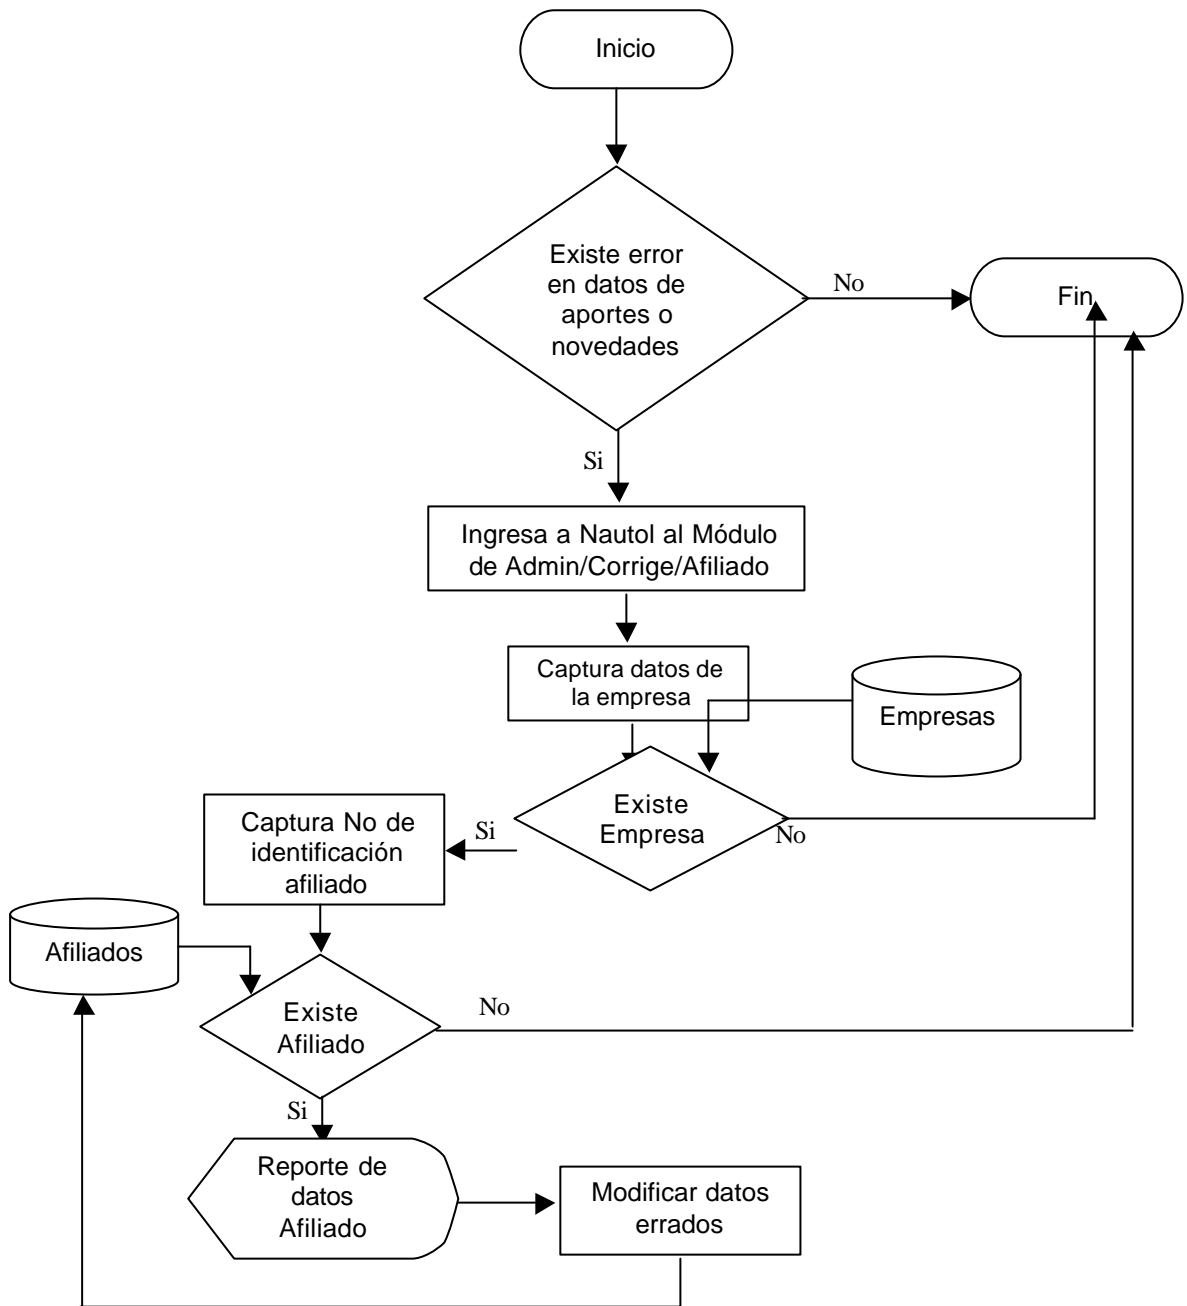 Inicio
Existe error
en datos de
aportes o
novedades
No
Fin
Si
Ingresa a Nautol al Módulo
de Admin/Corrige/Afiliado
Captura datos de
la empresa
Empresas
Existe
Empresa
No
Si
Captura No de
identificación
afiliado
Afiliados
Existe
Afiliado
No
Si
Reporte de
datos
Afiliado
Modificar datos
errados